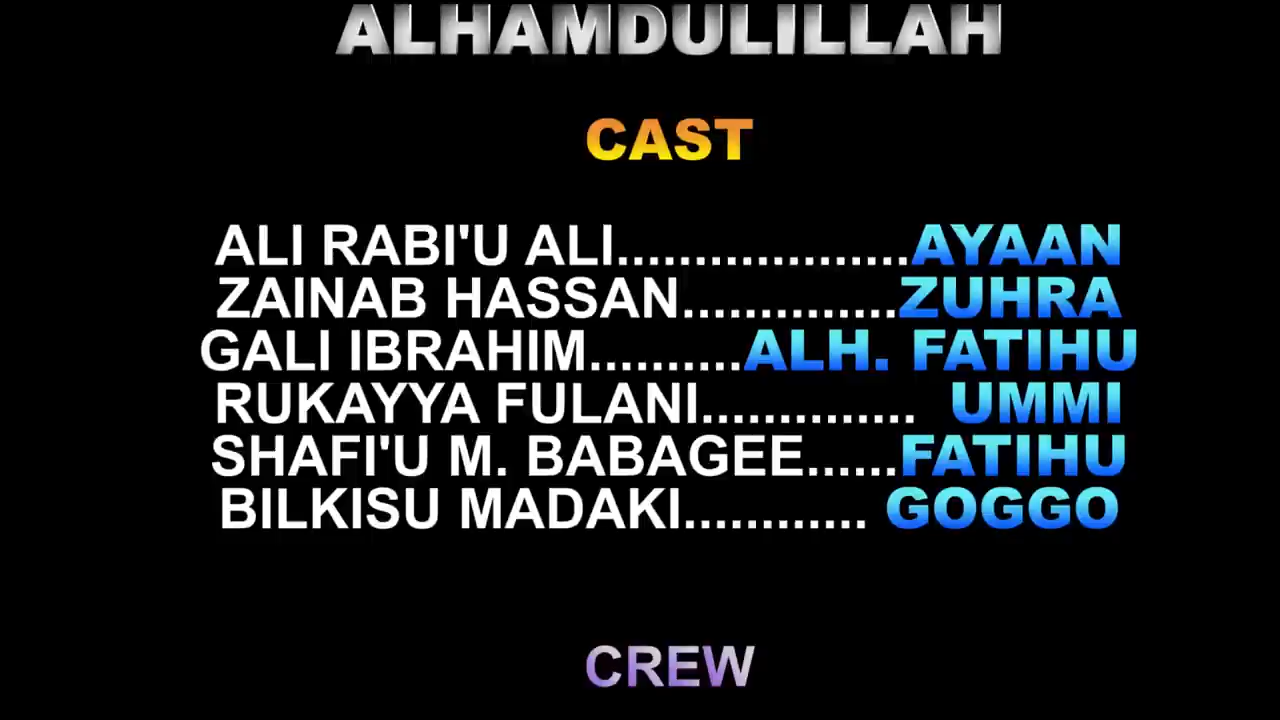 ALHAMDULILLAH
CAST
ALI RABI'U ALI...................AYAAN
ZAINAB HASSAN..............ZUHRA
GALI IBRAHIM..........ALH. FATIHU
RUKAYYA FULANI.............. UMMI
SHAFI'U M. BABAGEE......FATIHU
BILKISU MADAKI............ GOGGO
CREW